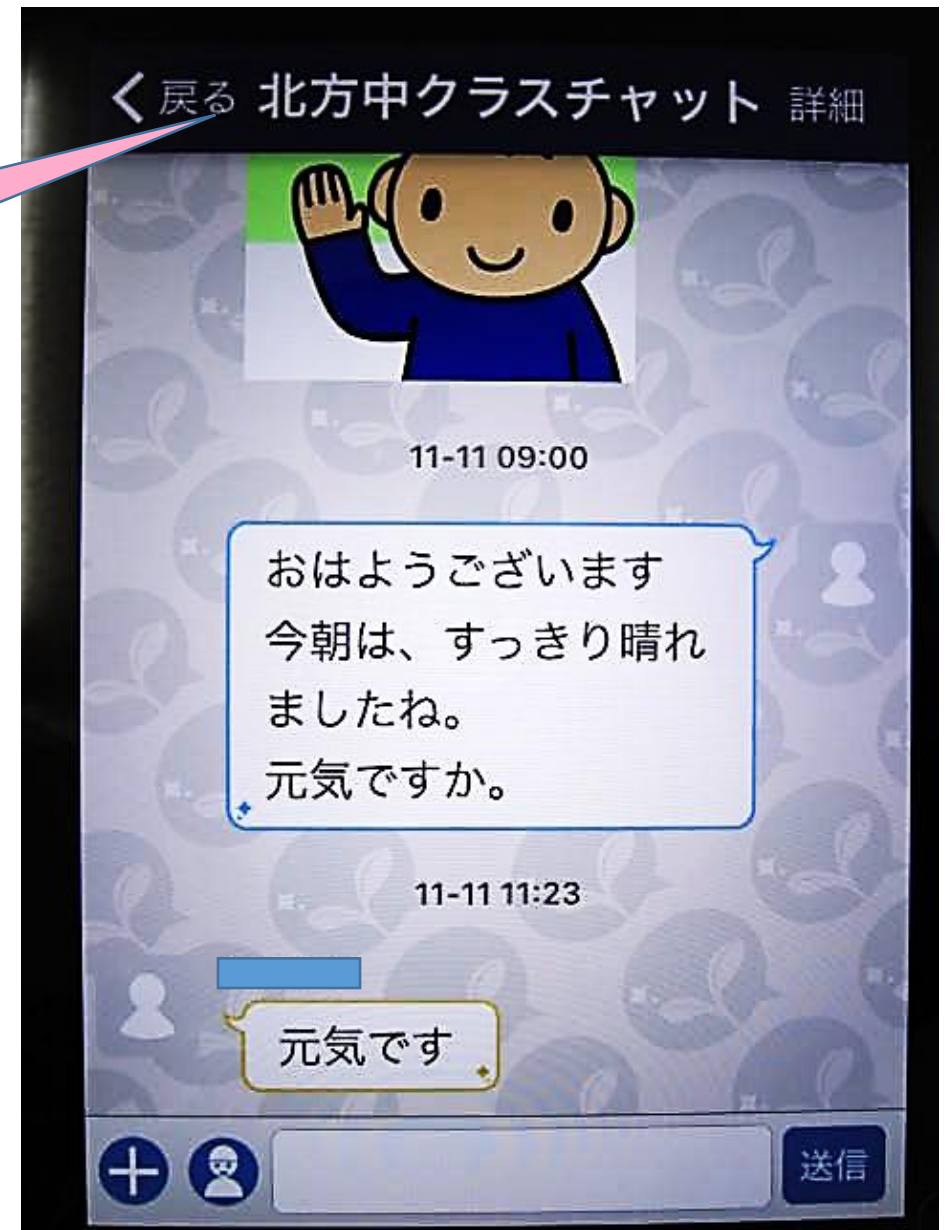 戻る 北方中クラスチャット 詳細
11-11 09:00
おはようございます
今朝は、すっきり晴れ
ましたね。
元気ですか。
11-11 11:23
元気です
送信